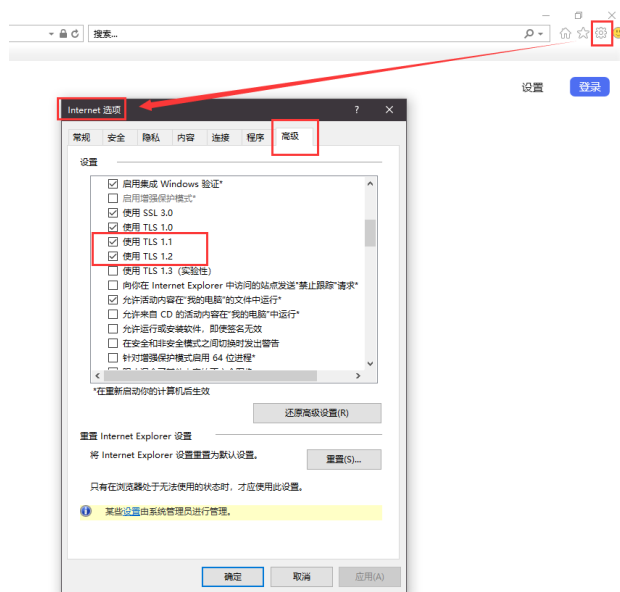 搜索...
设置 登录
Internet 选项
常规 安全 隐私 内容 连接 程序 高级
设置
启用集成 Windows 验证*
启用增强保护模式*
使用 SSL 3.0
使用 TLS 1.0
使用 TLS 1.1
使用 TLS 1.2
使用 TLS 1.3 (实验性)
向你在 Internet Explorer 中访问的站点发送"禁止跟踪"请求*
允许活动内容在"我的电脑"的文件中运行*
允许来自 CD 的活动内容在"我的电脑"中运行*
允许运行或安装软件，即使签名无效
在安全和非安全模式之间切换时发出警告
针对增强保护模式启用 64 位进程*
*在重新启动你的计算机后生效
还原高级设置(R)
重置 Internet Explorer 设置
将 Internet Explorer 设置重置为默认设置。
重置(S)...
只有在浏览器处于无法使用的状态时，才应使用此设置。
某些设置由系统管理员进行管理。
确定 取消 应用(A)